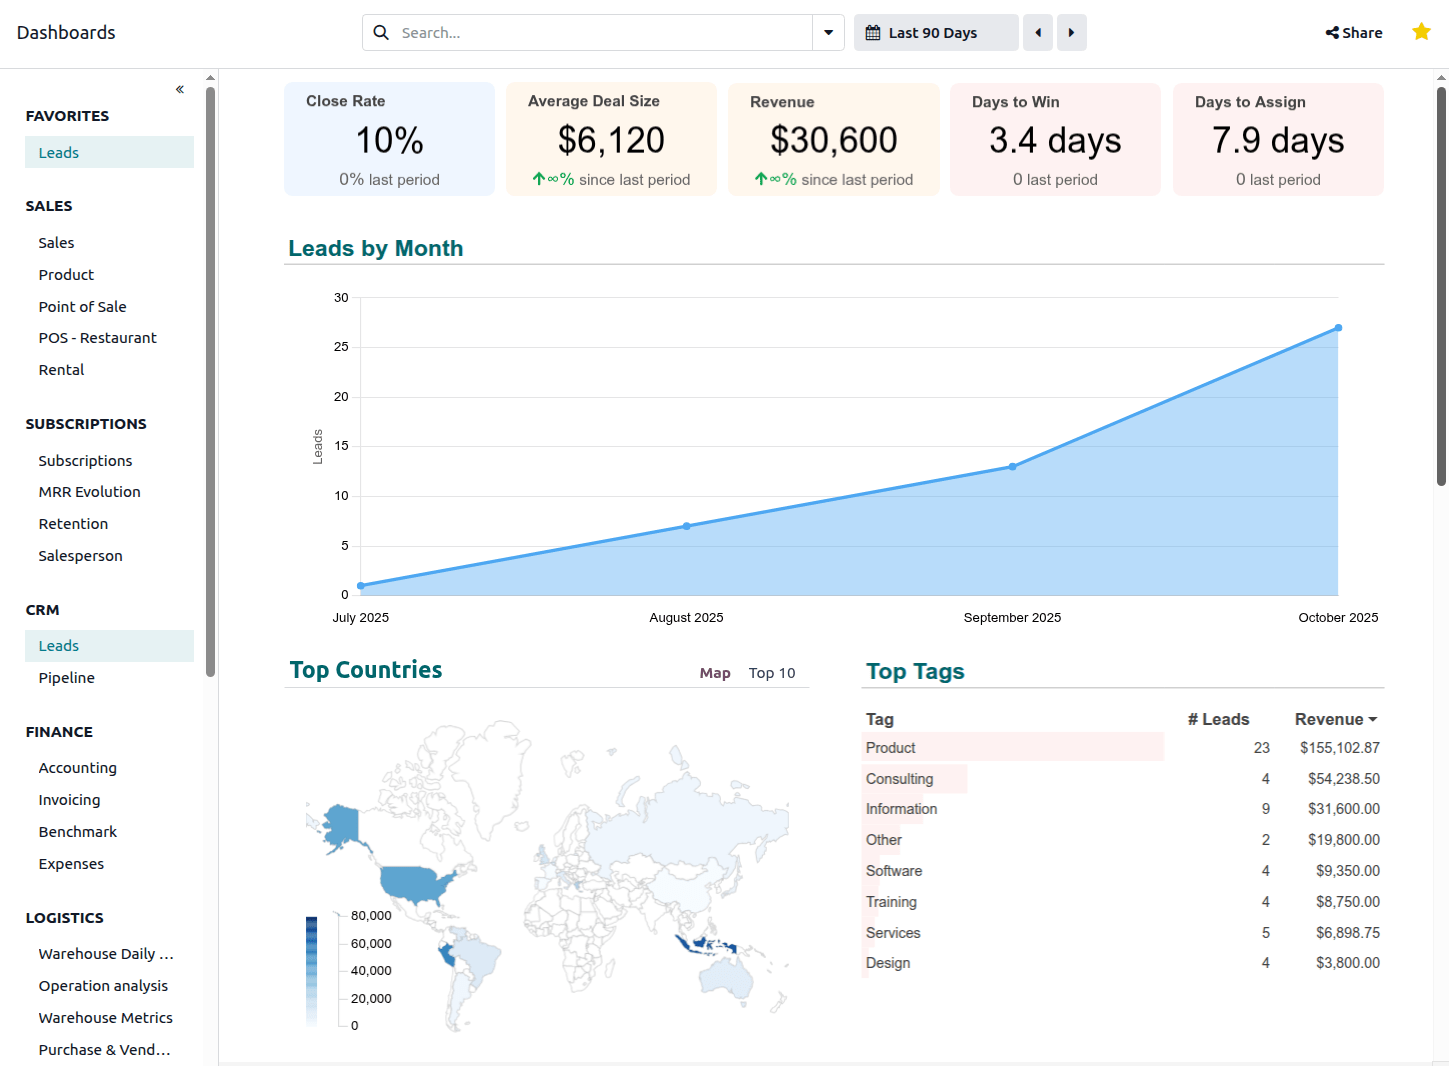 Dashboards
Search...
Last 90 Days
Share
«
FAVORITES
Leads
SALES
Sales
Product
Point of Sale
POS - Restaurant
Rental
SUBSCRIPTIONS
Subscriptions
MRR Evolution
Retention
Salesperson
CRM
Leads
Pipeline
FINANCE
Accounting
Invoicing
Benchmark
Expenses
LOGISTICS
Warehouse Daily ...
Operation analysis
Warehouse Metrics
Purchase & Vend...
Close Rate
10%
0% last period
Average Deal Size
$6,120
∞% since last period
Revenue
$30,600
∞% since last period
Days to Win
3.4 days
0 last period
Days to Assign
7.9 days
0 last period
Leads by Month
30
25
20
15
10
5
0
Leads
July 2025 August 2025 September 2025 October 2025
Top Countries
Map Top 10
80,000
60,000
40,000
20,000
0
Top Tags
Tag # Leads Revenue
Product 23 $155,102.87
Consulting 4 $54,238.50
Information 9 $31,600.00
Other 2 $19,800.00
Software 4 $9,350.00
Training 4 $8,750.00
Services 5 $6,898.75
Design 4 $3,800.00